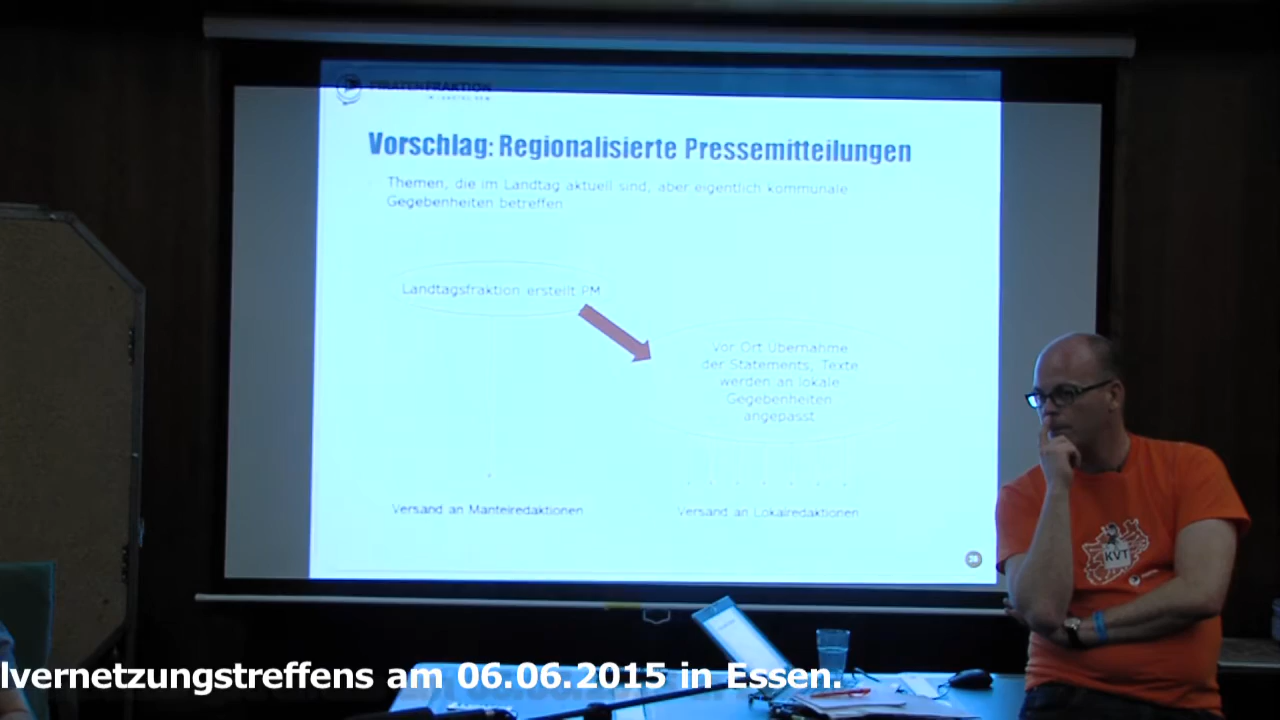 PIRATENFRAKTION
Vorschlag: Regionalisierte Pressemitteilungen
Themen, die im Landtag aktuell sind, aber eigentlich kommunale
Gegebenheiten betreffen
Landtagsfraktion erstellt PM
Vor Ort Übernahme
der Statements, Texte
werden an lokale
Gegebenheiten
angepasst
Versand an Mantelredaktionen
Versand an Lokalredaktionen
38
KVT
lvernetzungstreffens am 06.06.2015 in Essen.